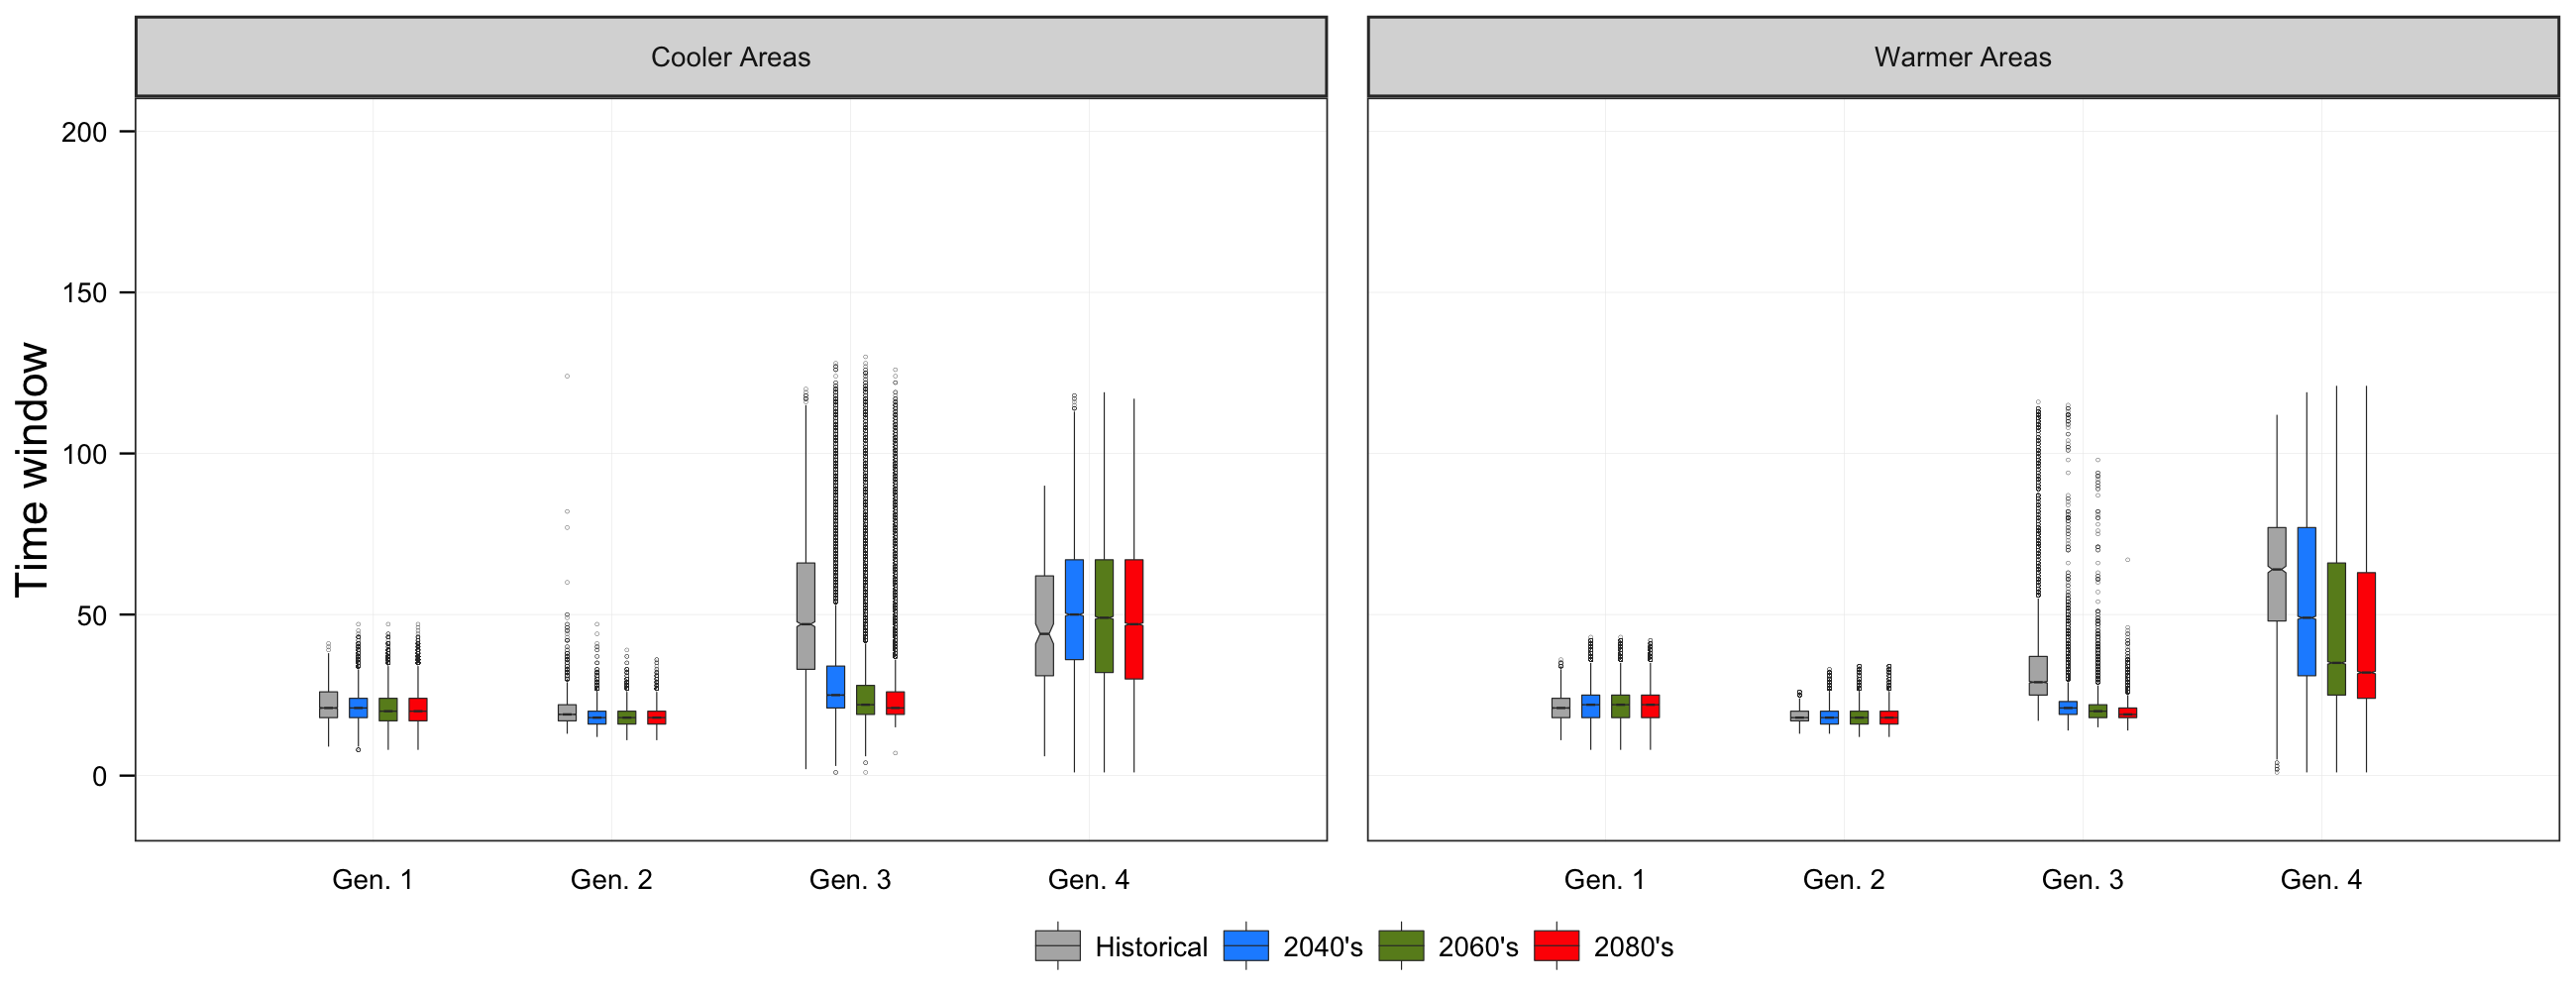 Cooler Areas
Warmer Areas
Time window
200
150
100
50
0
Gen. 1 Gen. 2 Gen. 3 Gen. 4
Gen. 1 Gen. 2 Gen. 3 Gen. 4
Historical 2040's 2060's 2080's